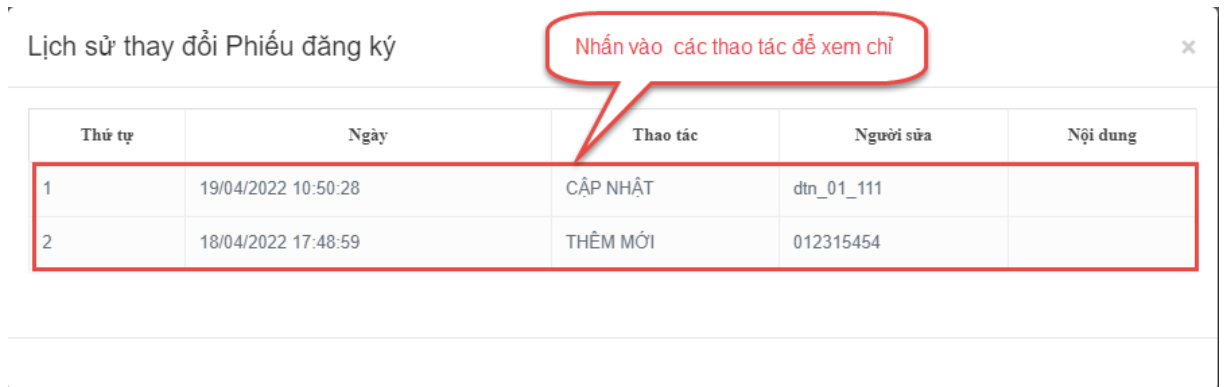 Lịch sử thay đổi Phiếu đăng ký
Nhấn vào các thao tác để xem chỉ
×
Thứ tự Ngày Thao tác Người sửa Nội dung
1 19/04/2022 10:50:28 CẬP NHẬT dtn_01_111
2 18/04/2022 17:48:59 THÊM MỚI 012315454